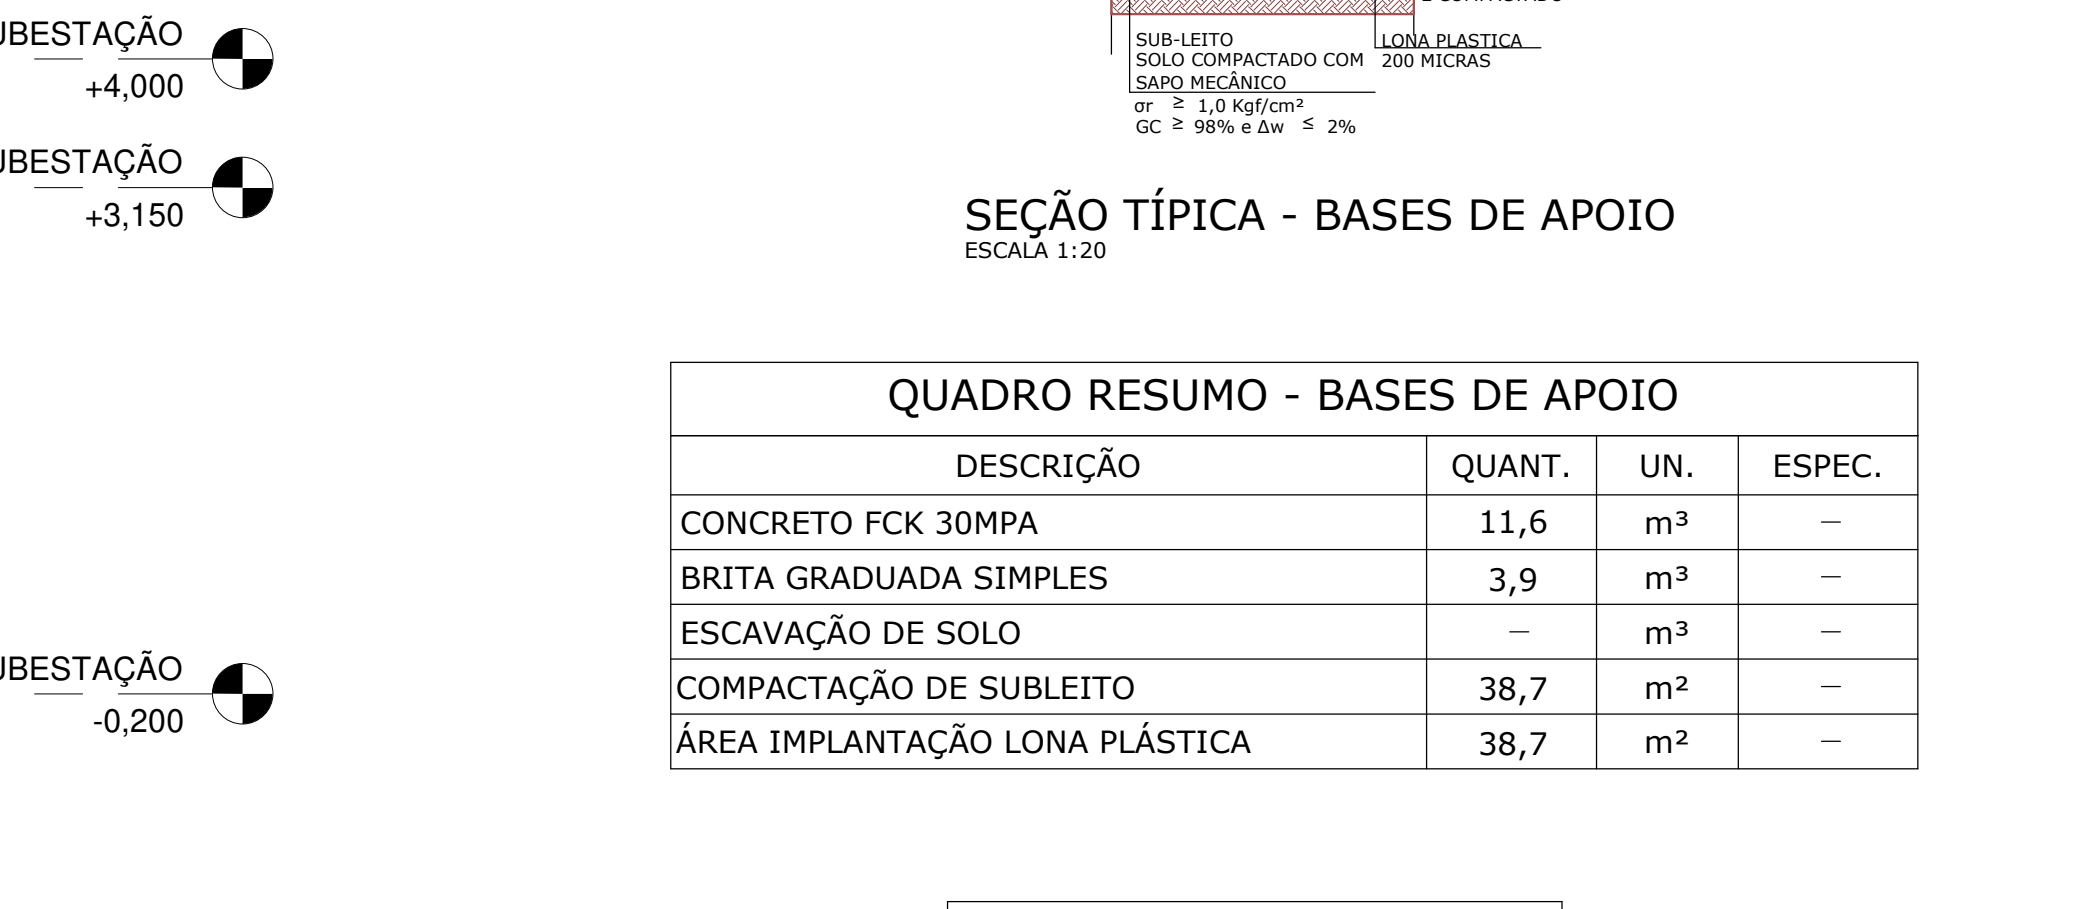 SUB-LEITO
SOLO COMPACTADO COM
SAPO MECÂNICO
σr ≥ 1,0 Kgf/cm²
GC ≥ 98% e Δw ≤ 2%
LONA PLASTICA
200 MICRAS
+4,000
+3,150
SEÇÃO TÍPICA - BASES DE APOIO
ESCALA 1:20
QUADRO RESUMO - BASES DE APOIO
DESCRIÇÃO QUANT. UN. ESPEC.
CONCRETO FCK 30MPA 11,6 m³ –
BRITA GRADUADA SIMPLES 3,9 m³ –
ESCAVAÇÃO DE SOLO – m³ –
COMPACTAÇÃO DE SUBLEITO 38,7 m² –
ÁREA IMPLANTAÇÃO LONA PLÁSTICA 38,7 m² –
-0,200